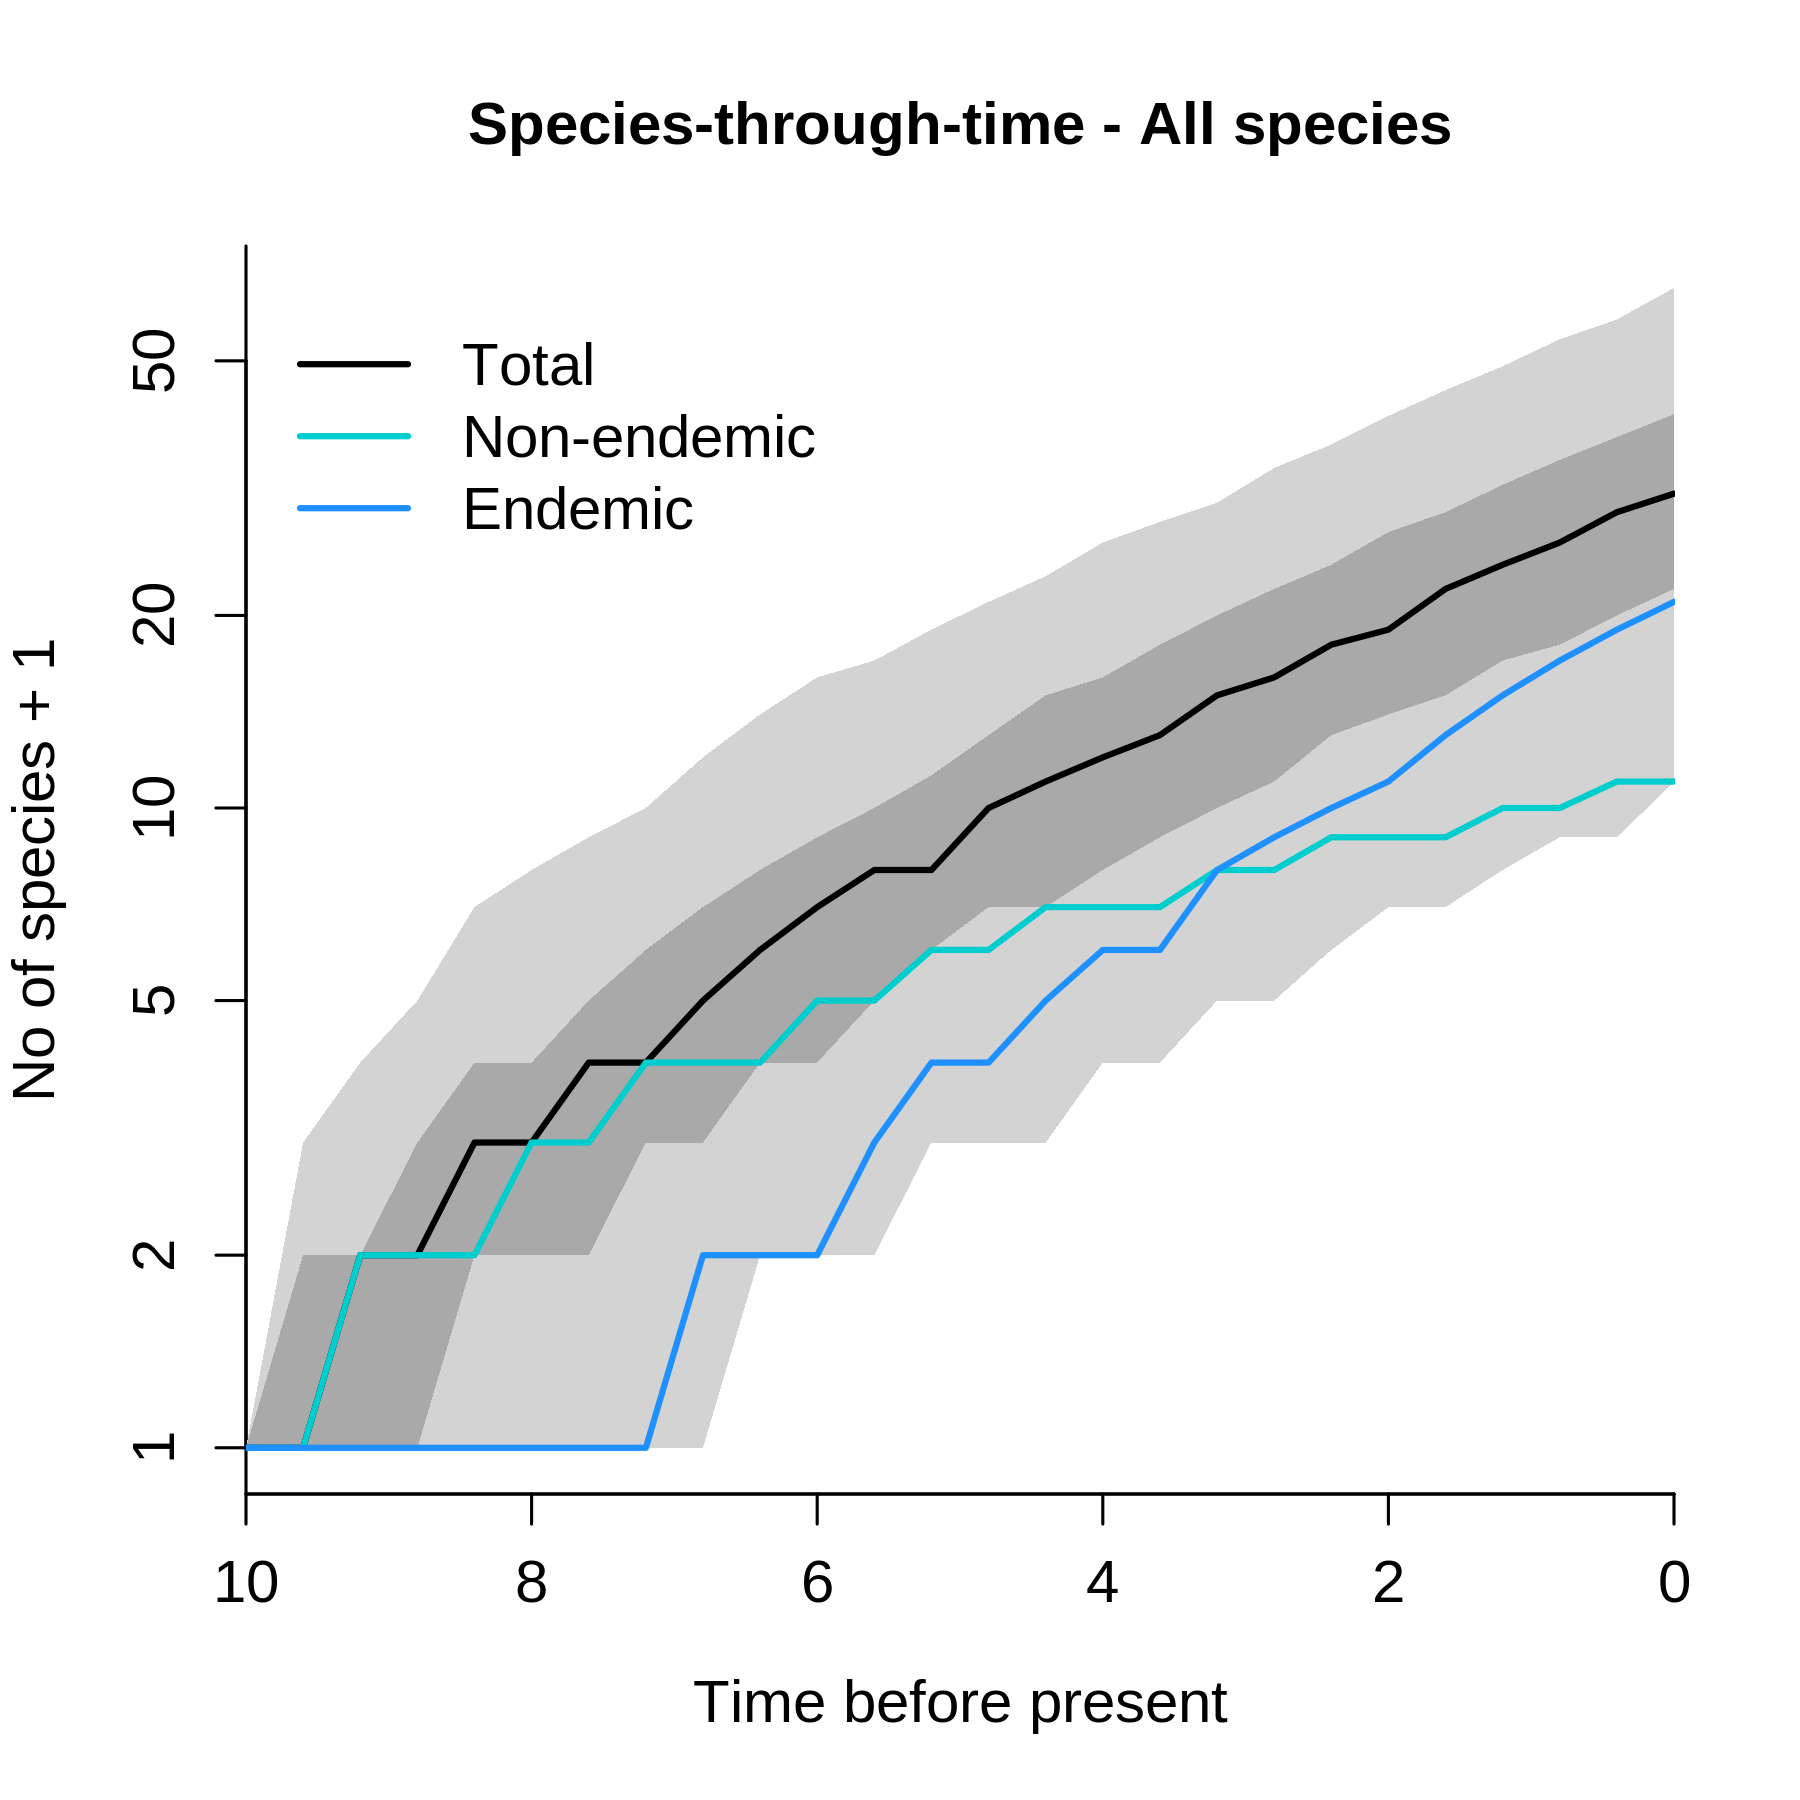 Species-through-time - All species
Total
Non-endemic
Endemic
No of species + 1
50
20
10
5
2
1
10 8 6 4 2 0
Time before present